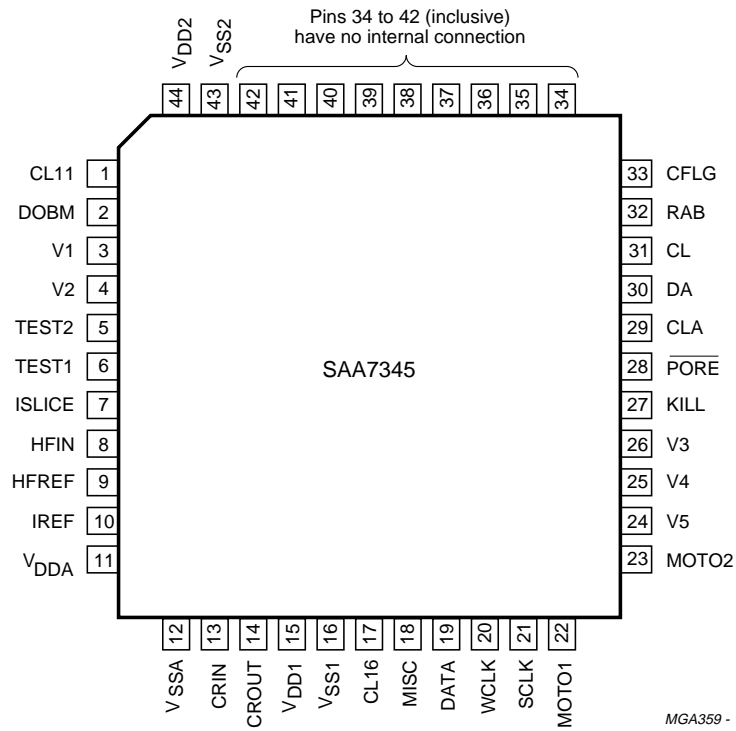 Pins 34 to 42 (inclusive)
have no internal connection
VDD2
VSS2
44 43 42 41 40 39 38 37 36 35 34
CL11 1
DOBM 2
V1 3
V2 4
TEST2 5
TEST1 6
ISLICE 7
HFIN 8
HFREF 9
IREF 10
VDDA 11
SAA7345
33 CFLG
32 RAB
31 CL
30 DA
29 CLA
28 PORE
27 KILL
26 V3
25 V4
24 V5
23 MOTO2
12 13 14 15 16 17 18 19 20 21 22
VSSA
CRIN
CROUT
VDD1
VSS1
CL16
MISC
DATA
WCLK
SCLK
MOTO1
MGA359 -